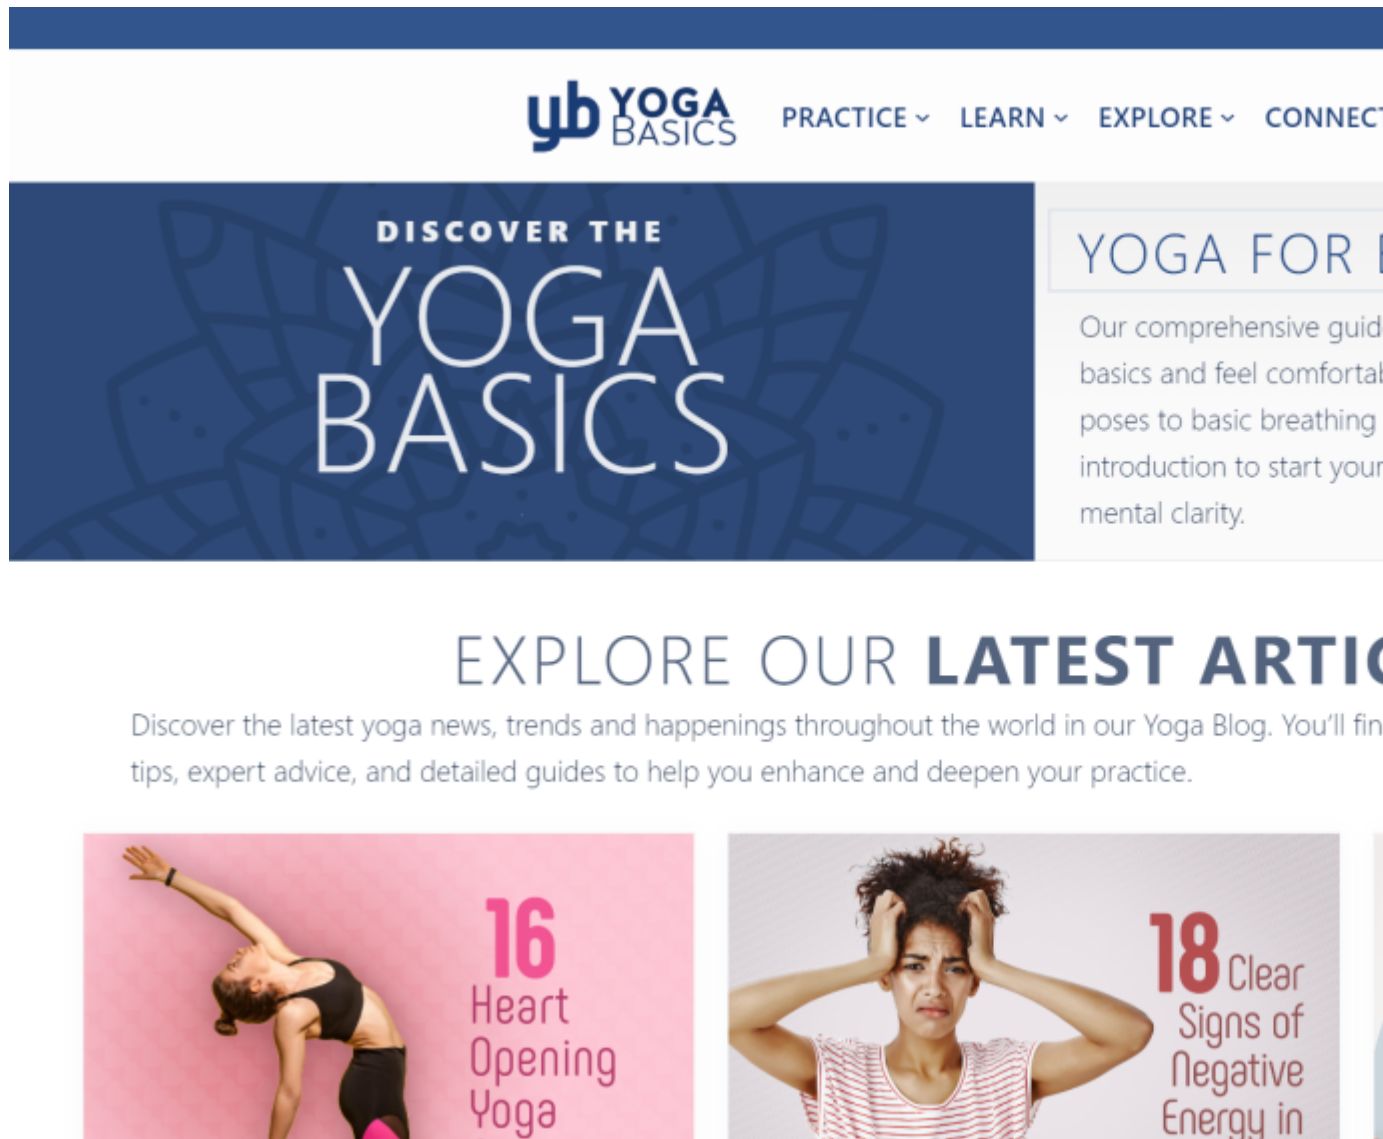 yb YOGA
BASICS
PRACTICE LEARN EXPLORE CONNECT
DISCOVER THE
YOGA
BASICS
YOGA FOR
Our comprehensive guid
basics and feel comfortab
poses to basic breathing
introduction to start your
mental clarity.
EXPLORE OUR LATEST ARTIC
Discover the latest yoga news, trends and happenings throughout the world in our Yoga Blog. You'll fin
tips, expert advice, and detailed guides to help you enhance and deepen your practice.
16
Heart
Opening
Yoga
18 Clear
Signs of
Negative
Energy in